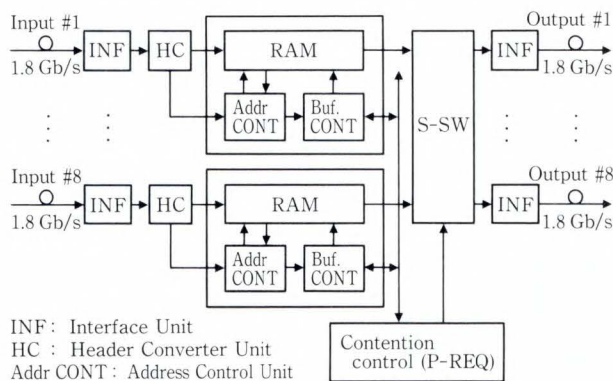 Input #1
1.8 Gb/s
INF
HC
RAM
Addr
CONT
Buf.
CONT
S-SW
INF
Output #1
1.8 Gb/s
Input #8
1.8 Gb/s
INF
HC
RAM
Addr
CONT
Buf.
CONT
INF
Output #8
1.8 Gb/s
INF : Interface Unit
HC : Header Converter Unit
Addr CONT : Address Control Unit
Contention
control (P-REQ)